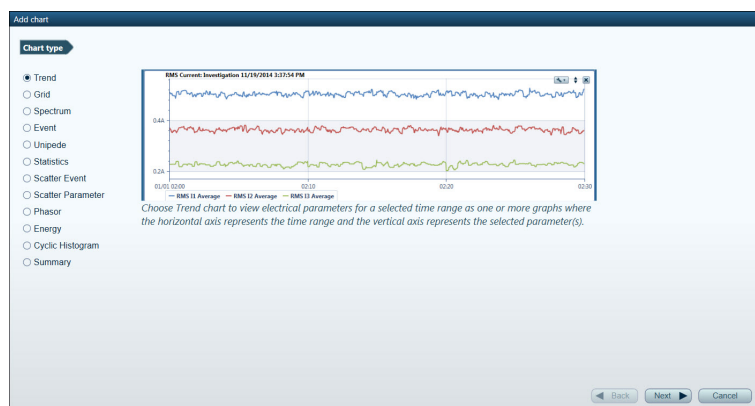 Add chart
Chart type
Trend
Grid
Spectrum
Event
Unipede
Statistics
Scatter Event
Scatter Parameter
Phasor
Energy
Cyclic Histogram
Summary
RMS Current: Investigation 11/19/2014 3:37:54 PM
0.4A
0.2A
01/01 02:00 02:10 02:20 02:30
RMS I1 Average RMS I2 Average RMS I3 Average
Choose Trend chart to view electrical parameters for a selected time range as one or more graphs where
the horizontal axis represents the time range and the vertical axis represents the selected parameter(s).
Back Next Cancel